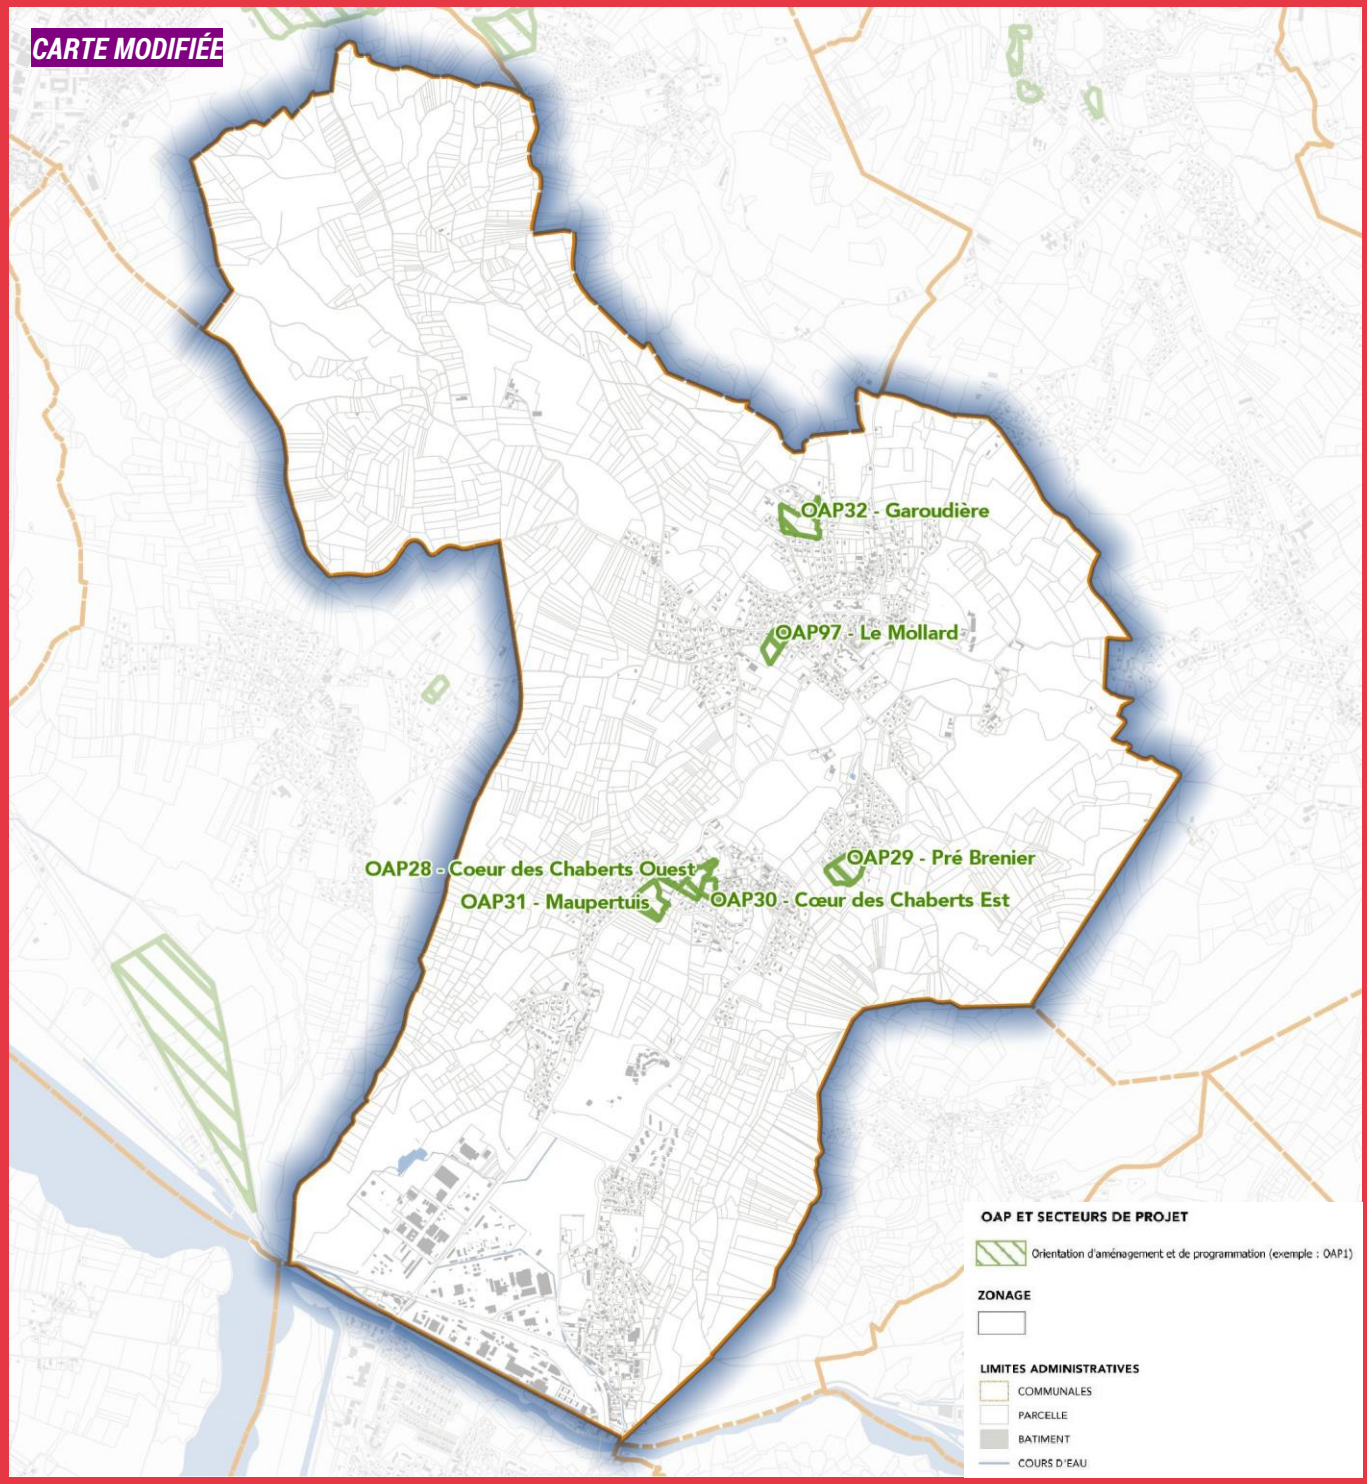 CARTE MODIFIÉE
OAP32 - Garoudière
OAP97 - Le Mollard
OAP29 - Pré Brenier
OAP28 - Coeur des Chaberts Ouest
OAP31 - Maupertuis
OAP30 - Cœur des Chaberts Est
OAP ET SECTEURS DE PROJET
Orientation d'aménagement et de programmation (exemple : OAP1)
ZONAGE
LIMITES ADMINISTRATIVES
COMMUNALES
PARCELLE
BATIMENT
COURS D'EAU